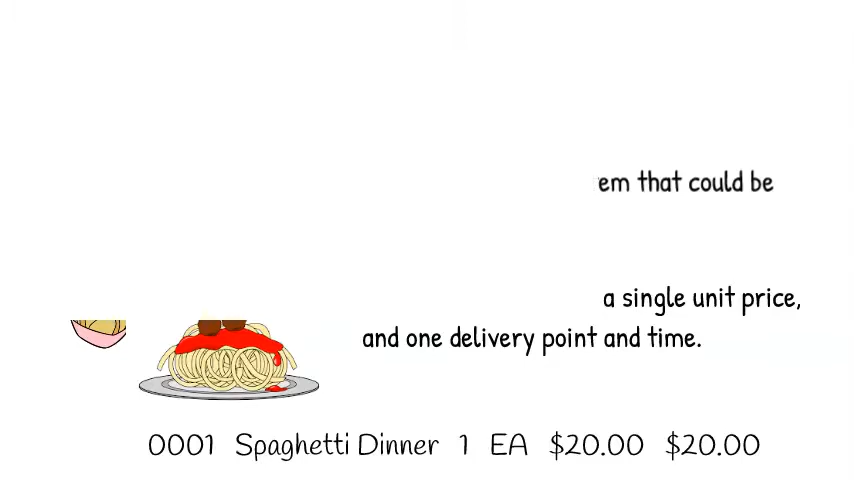 em that could be
a single unit price,
and one delivery point and time.
0001 Spaghetti Dinner 1 EA $20.00 $20.00